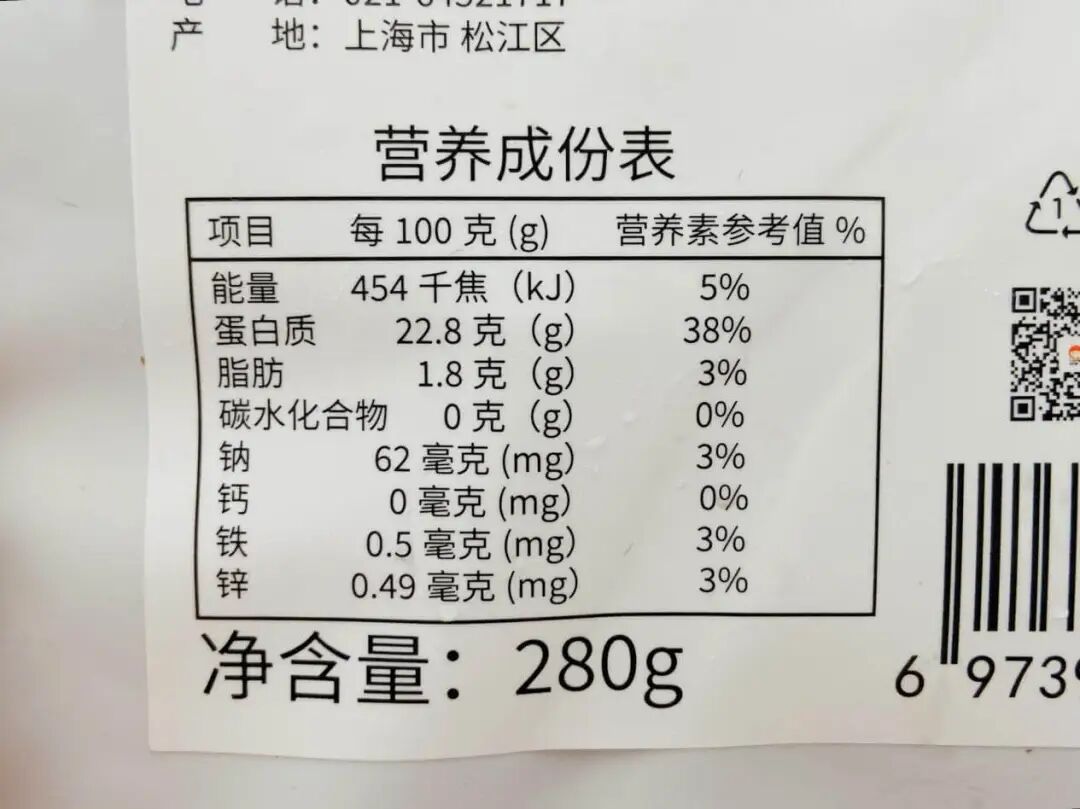 产 地：上海市 松江区
营养成份表
项目 每 100 克 (g) 营养素参考值 %
能量 454 千焦（kJ） 5%
蛋白质 22.8 克（g） 38%
脂肪 1.8 克（g） 3%
碳水化合物 0 克（g） 0%
钠 62 毫克 (mg) 3%
钙 0 毫克 (mg) 0%
铁 0.5 毫克 (mg) 3%
锌 0.49 毫克 (mg) 3%
净含量：280g
1
6 973